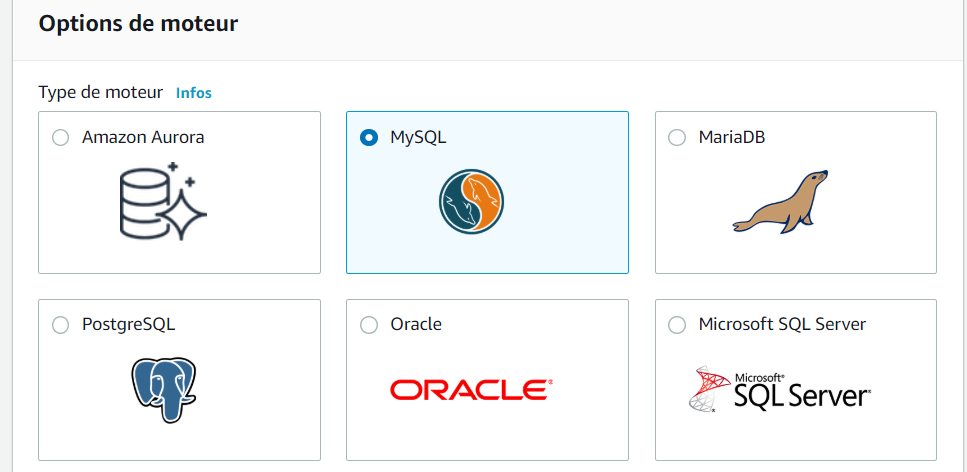 Options de moteur
Type de moteur Infos
Amazon Aurora
MySQL
MariaDB
PostgreSQL
Oracle
Microsoft SQL Server
ORACLE®
Microsoft®
SQL Server®